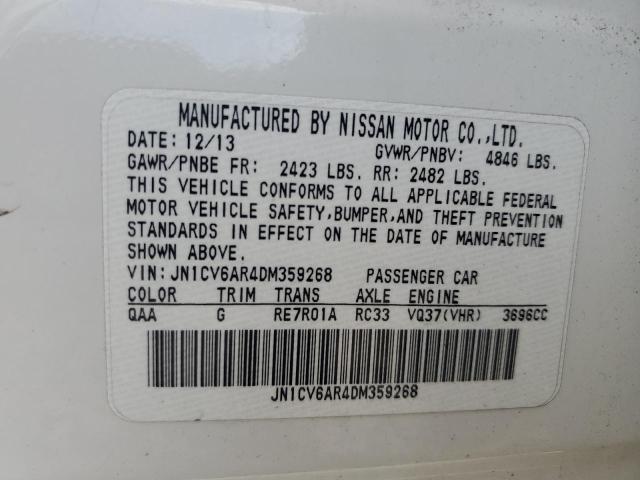 MANUFACTURED BY NISSAN MOTOR CO.,LTD.
DATE: 12/13 GVWR/PNBV: 4846 LBS.
GAWR/PNBE FR: 2423 LBS. RR: 2482 LBS.
THIS VEHICLE CONFORMS TO ALL APPLICABLE FEDERAL
MOTOR VEHICLE SAFETY,BUMPER,AND THEFT PREVENTION
STANDARDS IN EFFECT ON THE DATE OF MANUFACTURE
SHOWN ABOVE.
VIN:JN1CV6AR4DM359268 PASSENGER CAR
COLOR TRIM TRANS AXLE ENGINE
QAA G RE7R01A RC33 VQ37(VHR) 3696CC
JN1CV6AR4DM359268